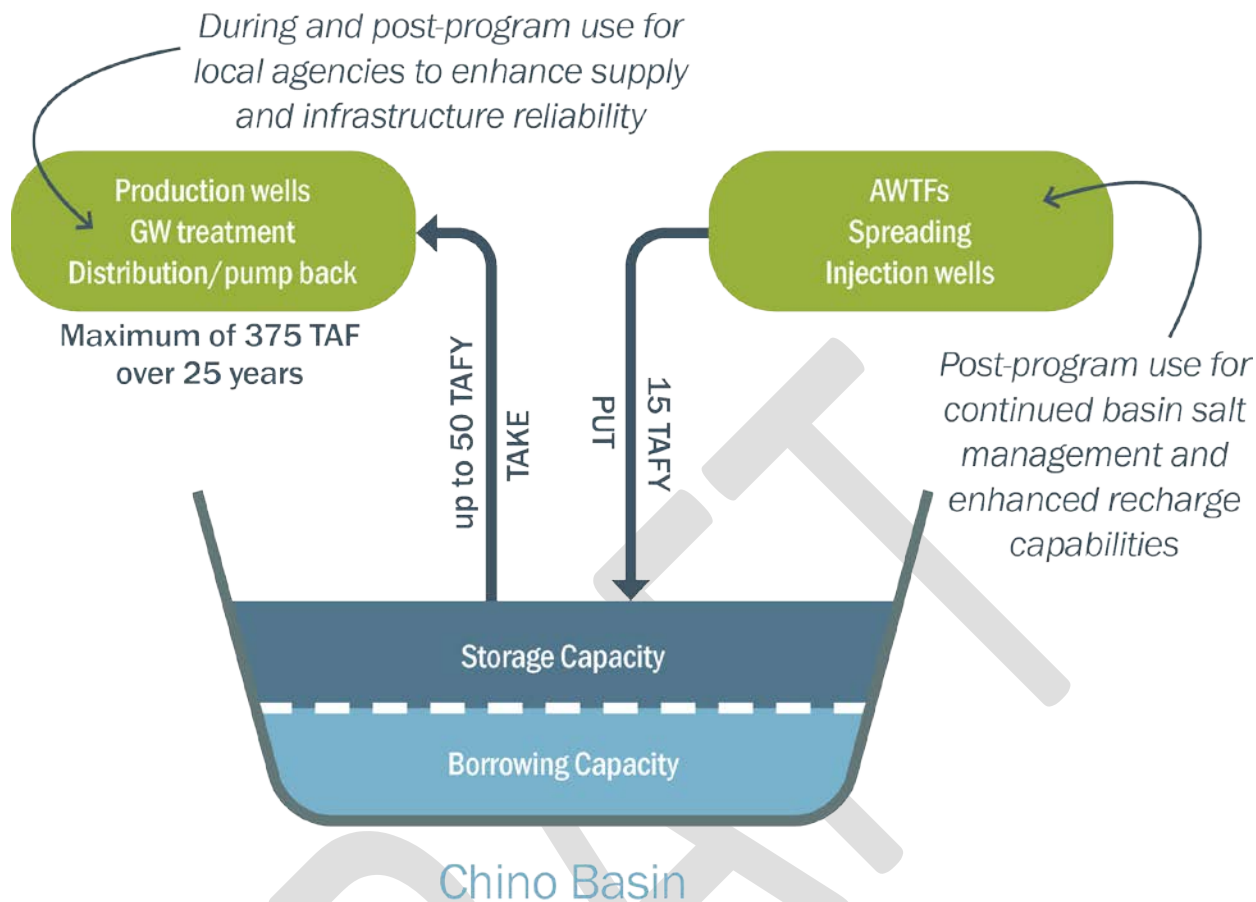 During and post-program use for
local agencies to enhance supply
and infrastructure reliability
Production wells
GW treatment
Distribution/pump back
Maximum of 375 TAF
over 25 years
AWTFs
Spreading
Injection wells
Post-program use for
continued basin salt
management and
enhanced recharge
capabilities
up to 50 TAFY
TAKE
15 TAFY
PUT
Storage Capacity
Borrowing Capacity
Chino Basin
DRAFT